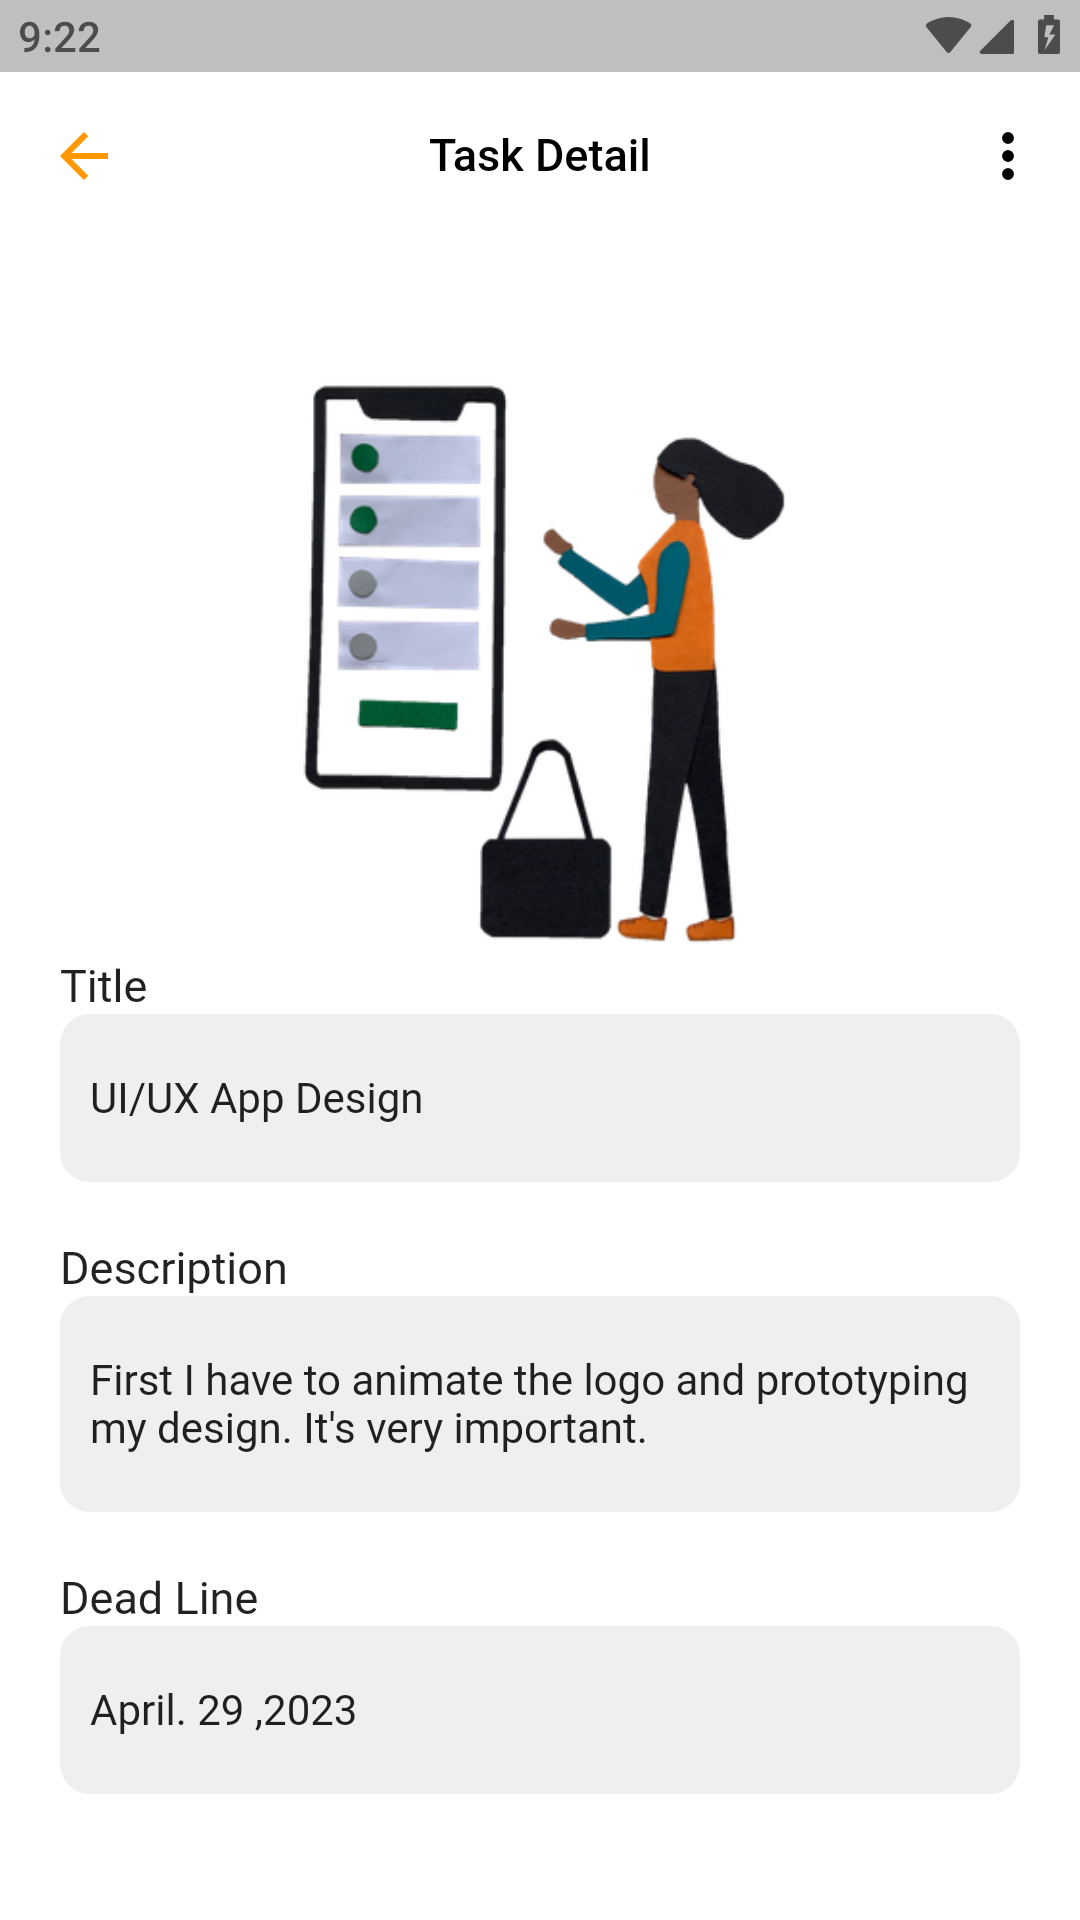 9:22
Task Detail
Title
UI/UX App Design
Description
First I have to animate the logo and prototyping
my design. It's very important.
Dead Line
April. 29 ,2023